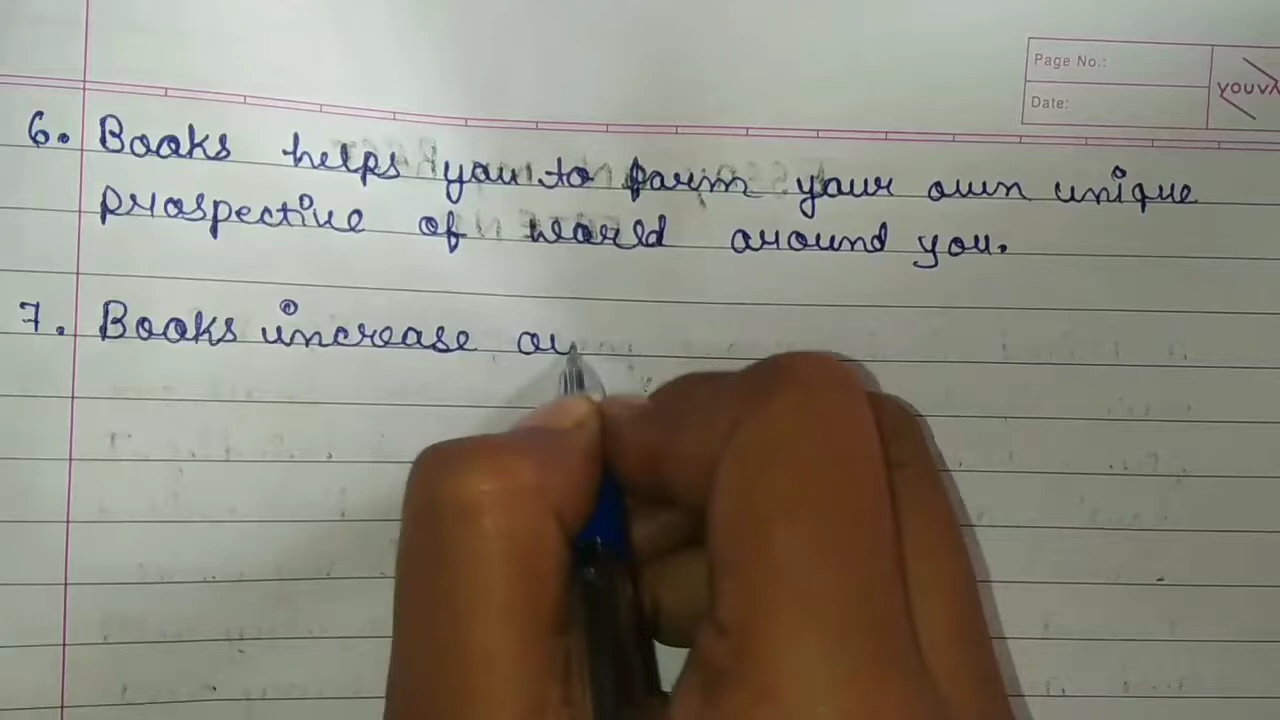 Page No.:
Date:
YOUVA
6. Books helps you to form your own unique
prospective of world around you.
7. Books increase ou